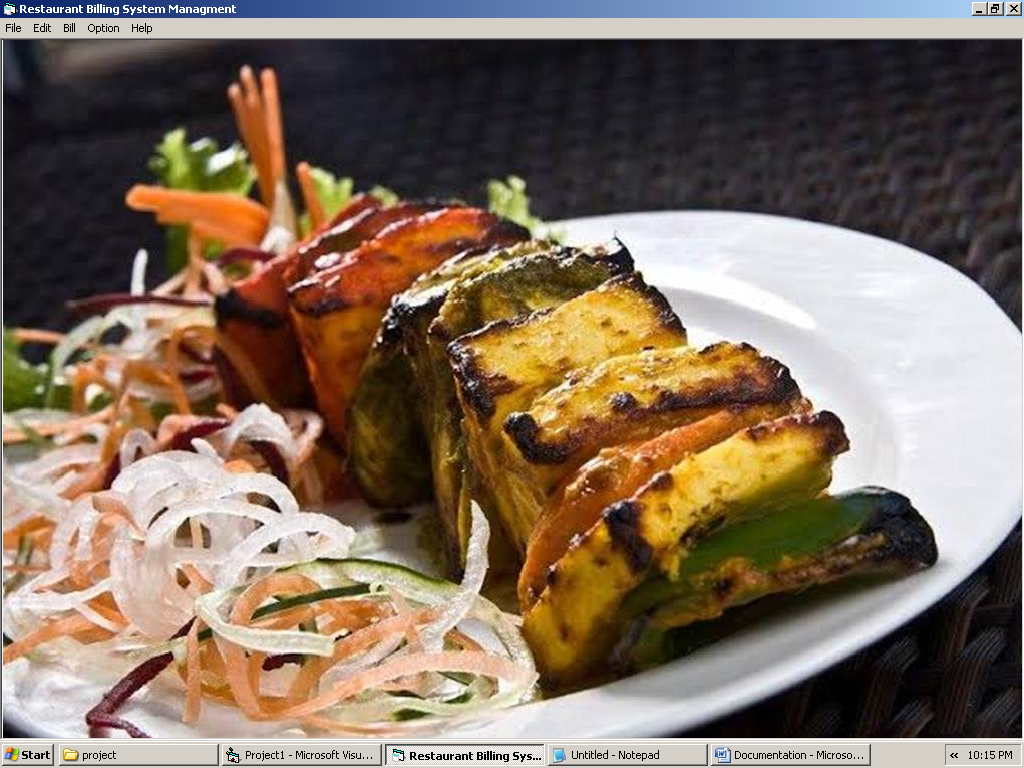 Restaurant Billing System Managment
File Edit Bill Option Help
Start project Project1 - Microsoft Visu... Restaurant Billing Sys... Untitled - Notepad Documentation - Microso... « 10:15 PM